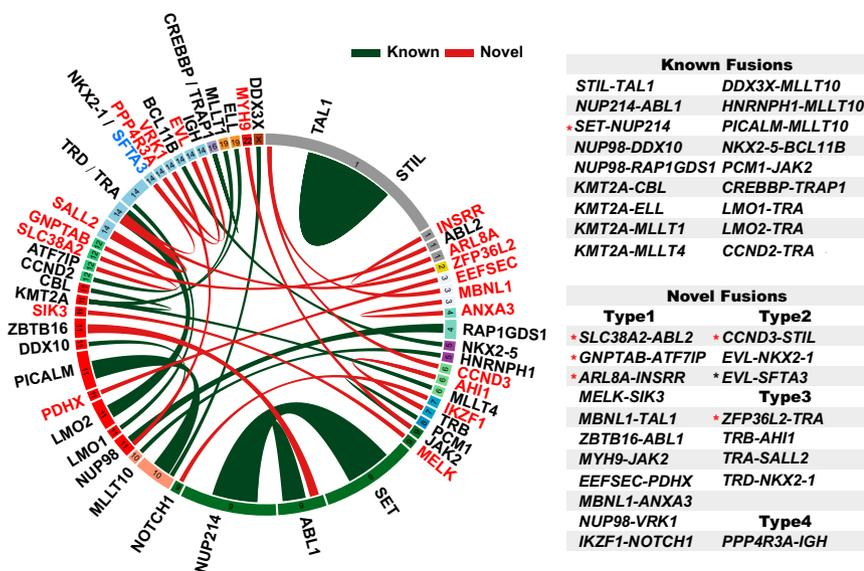 Known Novel
CREBBP / TRAP1
MLLT1
ELL
MYH9
DDX3X
NKX2-1 / SFTA3
PPP4R5A
VRK1
BCL11B
EVL
IGH
TAL1
STIL
TRD / TRA
SALL2
GNPTAB
SLC38A2
ATF7IP
CCND2
CBL
KMT2A
SIK3
ZBTB16
DDX10
PICALM
PDHX
LMO2
LMO1
NUP98
MLLT10
NOTCH1
NUP214
ABL1
SET
INSRR
ABL2
ARL8A
ZFP36L2
EEFSEC
MBNL1
ANXA3
RAP1GDS1
NKX2-5
HNRNPH1
CCND3
AHI1
MLLT4
IKZF1
TRB
PCM1
JAK2
MELK
Known Fusions
STIL-TAL1 DDX3X-MLLT10
NUP214-ABL1 HNRNPH1-MLLT10
*SET-NUP214 PICALM-MLLT10
NUP98-DDX10 NKX2-5-BCL11B
NUP98-RAP1GDS1 PCM1-JAK2
KMT2A-CBL CREBBP-TRAP1
KMT2A-ELL LMO1-TRA
KMT2A-MLLT1 LMO2-TRA
KMT2A-MLLT4 CCND2-TRA
Novel Fusions
Type1 Type2
*SLC38A2-ABL2 *CCND3-STIL
*GNPTAB-ATF7IP EVL-NKX2-1
*ARL8A-INSRR *EVL-SFTA3
MELK-SIK3 Type3
MBNL1-TAL1 *ZFP36L2-TRA
ZBTB16-ABL1 TRB-AHI1
MYH9-JAK2 TRA-SALL2
EEFSEC-PDHX TRD-NKX2-1
MBNL1-ANXA3
NUP98-VRK1 Type4
IKZF1-NOTCH1 PPP4R3A-IGH